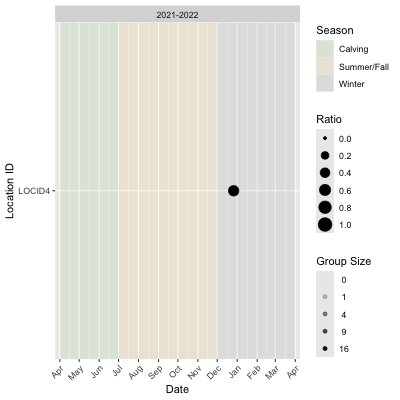 2021-2022
Location ID
LOCID4
Apr May Jun Jul Aug Sep Oct Nov Dec Jan Feb Mar Apr
Date
Season
Calving
Summer/Fall
Winter
Ratio
0.0
0.2
0.4
0.6
0.8
1.0
Group Size
0
1
4
9
16